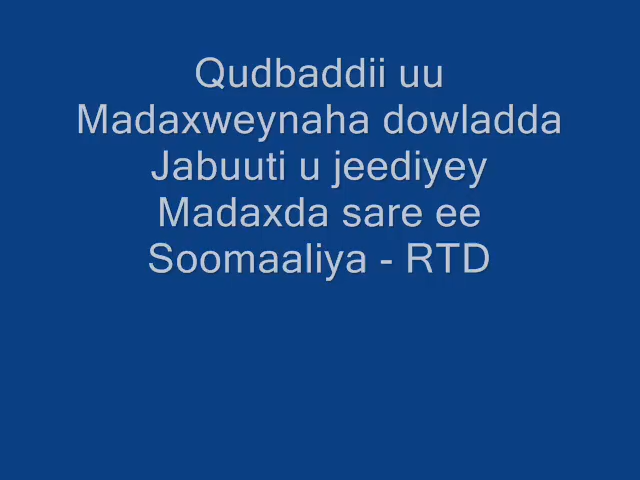 Qudbaddii uu
Madaxweynaha dowladda
Jabuuti u jeediyey
Madaxda sare ee
Soomaaliya - RTD